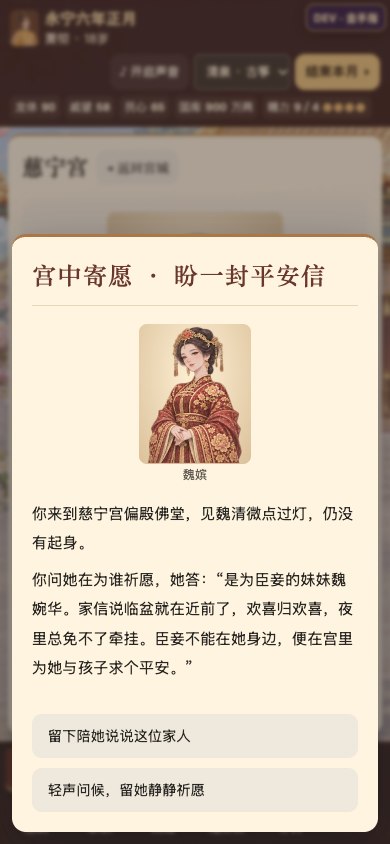 永宁六年正月
DEV · 金手指
♪ 开启声音
清泉 · 古筝
结束本月
慈宁宫
返回宫城
宫中寄愿 · 盼一封平安信
魏嫔
你来到慈宁宫偏殿佛堂，见魏清微点过灯，仍没
有起身。
你问她在为谁祈愿，她答：“是为臣妾的妹妹魏
婉华。家信说临盆就在近前了，欢喜归欢喜，夜
里总免不了牵挂。臣妾不能在她身边，便在宫里
为她与孩子求个平安。”
留下陪她说说这位家人
轻声问候，留她静静祈愿